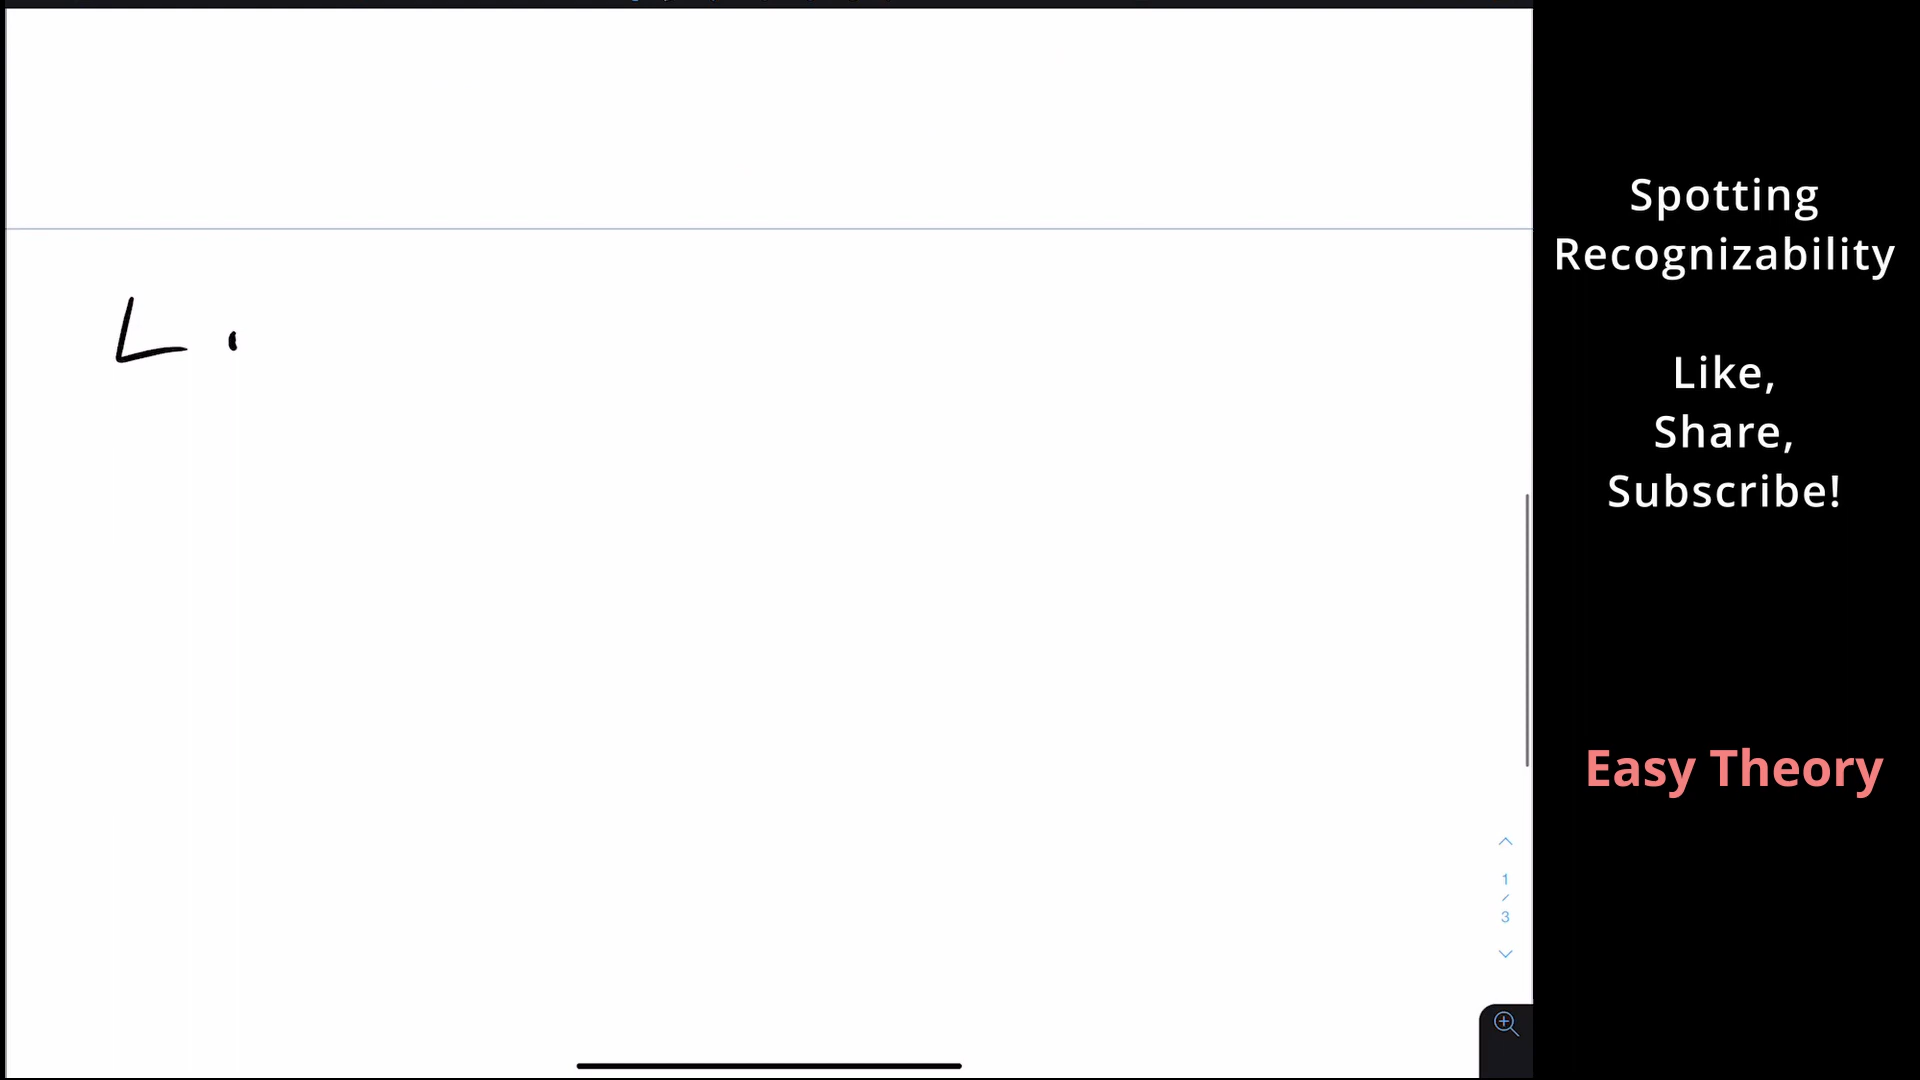 L .
Spotting
Recognizability
Like,
Share,
Subscribe!
Easy Theory
1
/
3